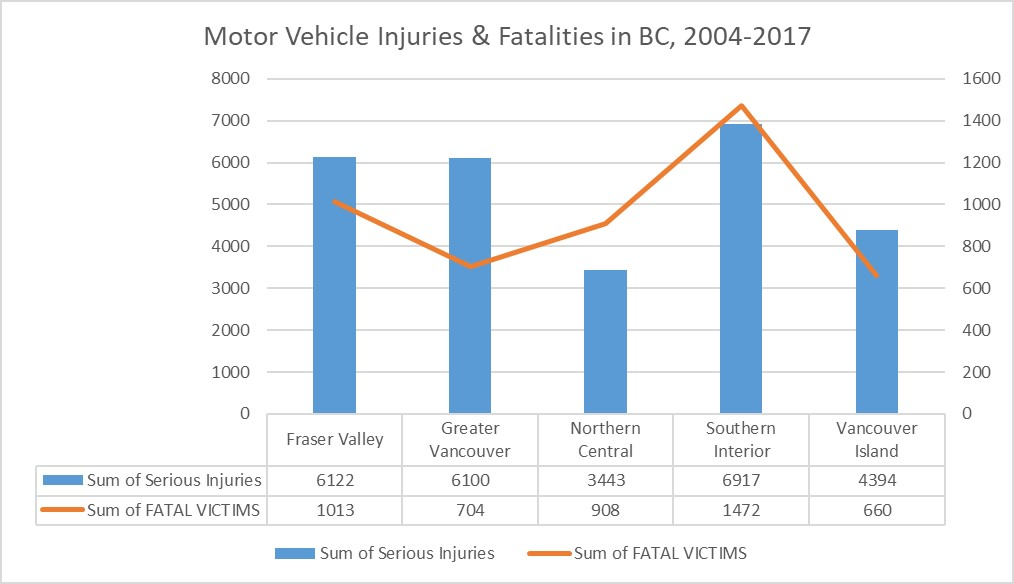 Motor Vehicle Injuries & Fatalities in BC, 2004-2017
8000 1600
7000 1400
6000 1200
5000 1000
4000 800
3000 600
2000 400
1000 200
0 0
Fraser Valley Greater Vancouver Northern Central Southern Interior Vancouver Island
Sum of Serious Injuries 6122 6100 3443 6917 4394
Sum of FATAL VICTIMS 1013 704 908 1472 660
Sum of Serious Injuries Sum of FATAL VICTIMS